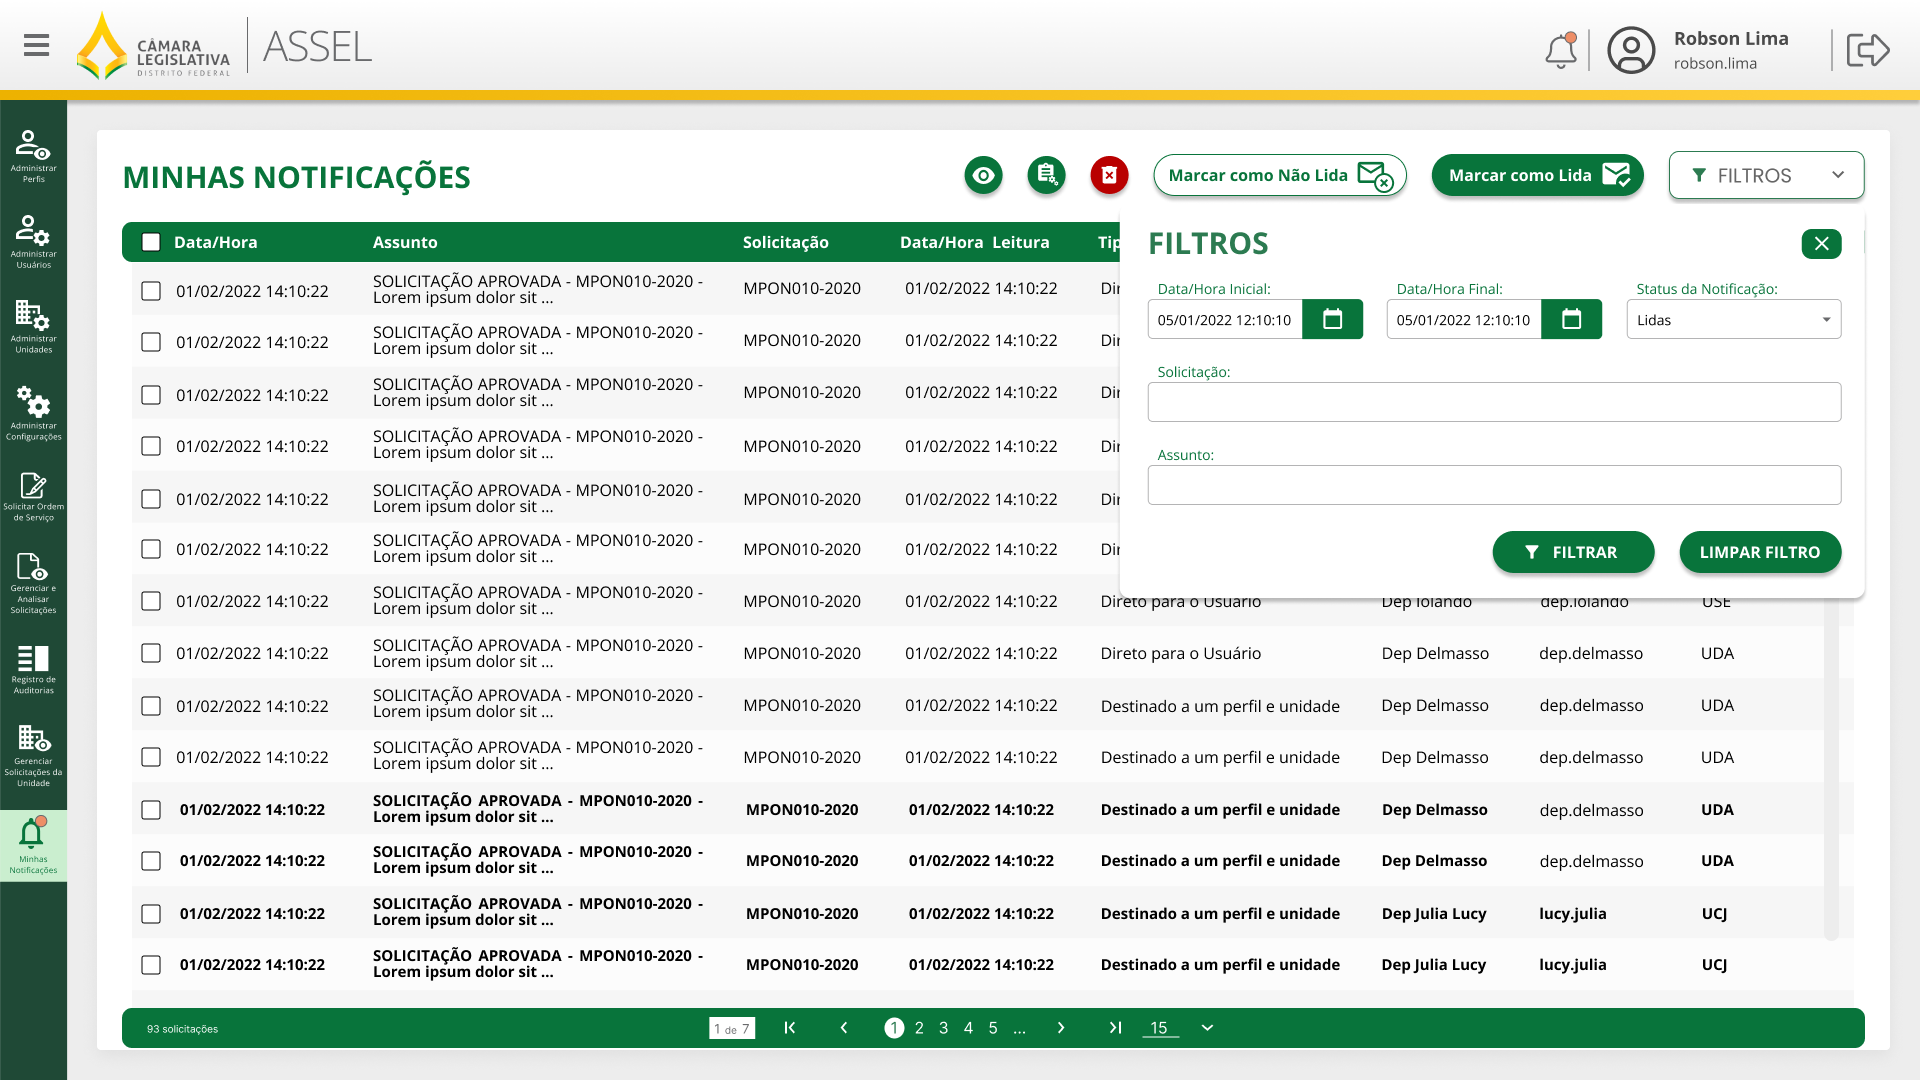 CÂMARA
LEGISLATIVA
DISTRITO FEDERAL
ASSEL
Robson Lima
robson.lima
Administrar
Perfis
Administrar
Usuários
Administrar
Unidades
Administrar
Configurações
Solicitar Ordem
de Serviço
Gerenciar e
Analisar
Solicitações
Registro de
Auditorias
Gerenciar
Solicitações da
Unidade
Minhas
Notificações
MINHAS NOTIFICAÇÕES
Marcar como Não Lida
Marcar como Lida
FILTROS
Data/Hora Assunto Solicitação Data/Hora Leitura Tip
01/02/2022 14:10:22 SOLICITAÇÃO APROVADA - MPON010-2020 - MPON010-2020 01/02/2022 14:10:22 Dir
Lorem ipsum dolor sit ...
01/02/2022 14:10:22 SOLICITAÇÃO APROVADA - MPON010-2020 - MPON010-2020 01/02/2022 14:10:22 Dir
Lorem ipsum dolor sit ...
01/02/2022 14:10:22 SOLICITAÇÃO APROVADA - MPON010-2020 - MPON010-2020 01/02/2022 14:10:22 Dir
Lorem ipsum dolor sit ...
01/02/2022 14:10:22 SOLICITAÇÃO APROVADA - MPON010-2020 - MPON010-2020 01/02/2022 14:10:22 Dir
Lorem ipsum dolor sit ...
01/02/2022 14:10:22 SOLICITAÇÃO APROVADA - MPON010-2020 - MPON010-2020 01/02/2022 14:10:22 Dir
Lorem ipsum dolor sit ...
01/02/2022 14:10:22 SOLICITAÇÃO APROVADA - MPON010-2020 - MPON010-2020 01/02/2022 14:10:22 Dir
Lorem ipsum dolor sit ...
01/02/2022 14:10:22 SOLICITAÇÃO APROVADA - MPON010-2020 - MPON010-2020 01/02/2022 14:10:22 Direto para o Usuário Dep Iolando dep.iolando USE
Lorem ipsum dolor sit ...
01/02/2022 14:10:22 SOLICITAÇÃO APROVADA - MPON010-2020 - MPON010-2020 01/02/2022 14:10:22 Direto para o Usuário Dep Delmasso dep.delmasso UDA
Lorem ipsum dolor sit ...
01/02/2022 14:10:22 SOLICITAÇÃO APROVADA - MPON010-2020 - MPON010-2020 01/02/2022 14:10:22 Destinado a um perfil e unidade Dep Delmasso dep.delmasso UDA
Lorem ipsum dolor sit ...
01/02/2022 14:10:22 SOLICITAÇÃO APROVADA - MPON010-2020 - MPON010-2020 01/02/2022 14:10:22 Destinado a um perfil e unidade Dep Delmasso dep.delmasso UDA
Lorem ipsum dolor sit ...
01/02/2022 14:10:22 SOLICITAÇÃO APROVADA - MPON010-2020 - MPON010-2020 01/02/2022 14:10:22 Destinado a um perfil e unidade Dep Delmasso dep.delmasso UDA
Lorem ipsum dolor sit ...
01/02/2022 14:10:22 SOLICITAÇÃO APROVADA - MPON010-2020 - MPON010-2020 01/02/2022 14:10:22 Destinado a um perfil e unidade Dep Delmasso dep.delmasso UDA
Lorem ipsum dolor sit ...
01/02/2022 14:10:22 SOLICITAÇÃO APROVADA - MPON010-2020 - MPON010-2020 01/02/2022 14:10:22 Destinado a um perfil e unidade Dep Julia Lucy lucy.julia UCJ
Lorem ipsum dolor sit ...
01/02/2022 14:10:22 SOLICITAÇÃO APROVADA - MPON010-2020 - MPON010-2020 01/02/2022 14:10:22 Destinado a um perfil e unidade Dep Julia Lucy lucy.julia UCJ
Lorem ipsum dolor sit ...
FILTROS
Data/Hora Inicial: Data/Hora Final: Status da Notificação:
05/01/2022 12:10:10 05/01/2022 12:10:10 Lidas
Solicitação:
Assunto:
FILTRAR LIMPAR FILTRO
93 solicitações 1 de 7 1 2 3 4 5 ... 15